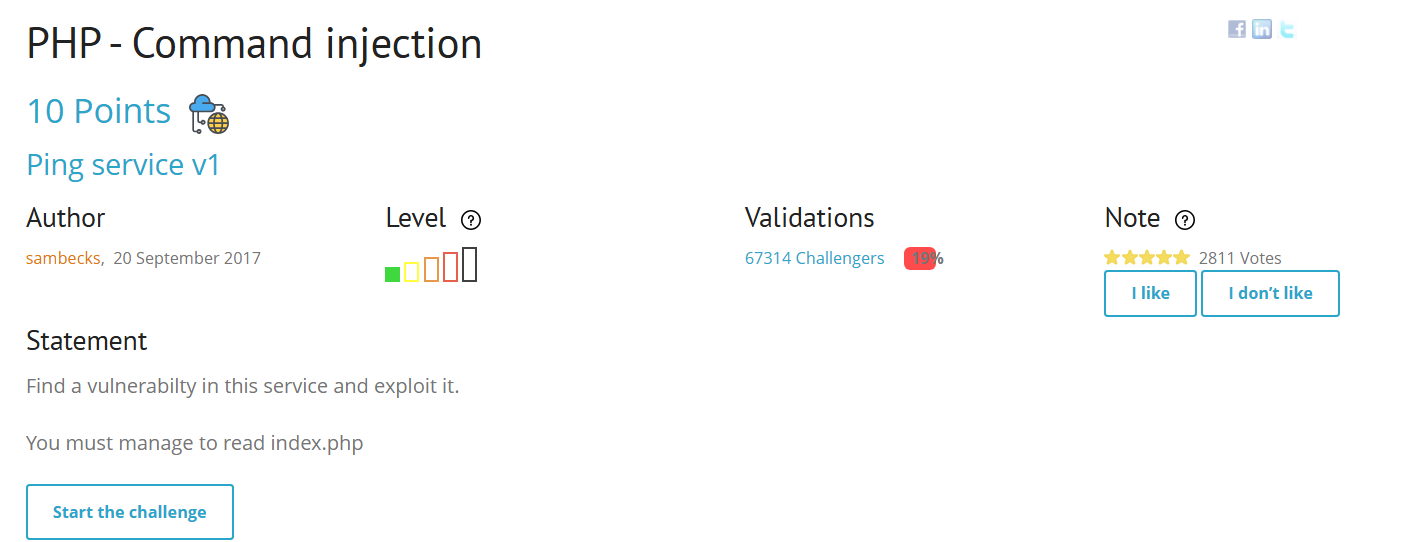 PHP - Command injection
10 Points
Ping service v1
Author
sambecks, 20 September 2017
Level ?
Validations
67314 Challengers 19%
Note ?
2811 Votes
I like I don't like
Statement
Find a vulnerabilty in this service and exploit it.
You must manage to read index.php
Start the challenge